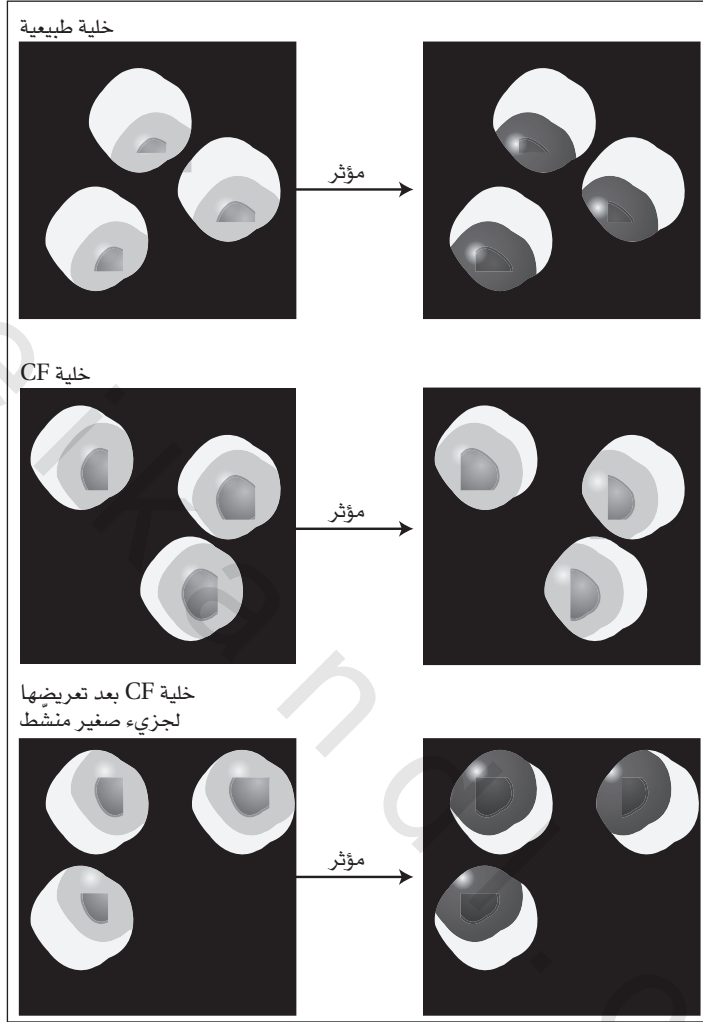 خلية طبيعية
مؤثر
خلية CF
مؤثر
خلية CF بعد تعريضها
لجزيء صغير منشّط
مؤثر